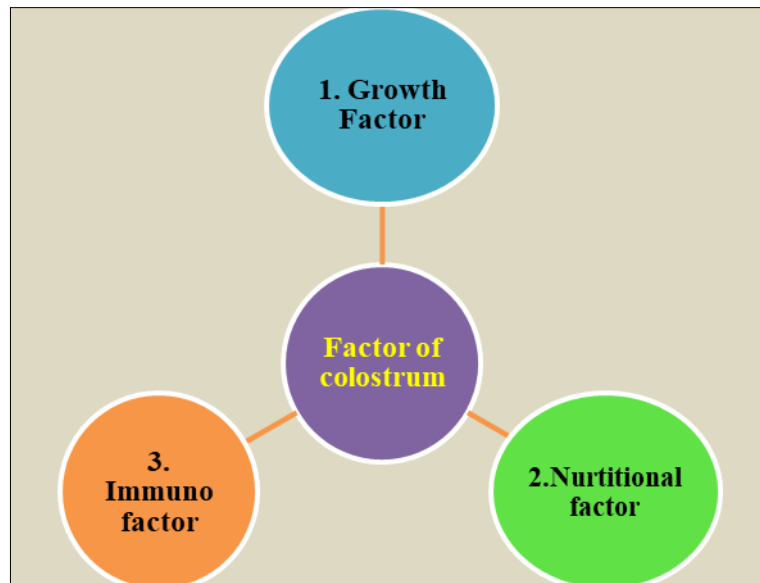 1. Growth
Factor
Factor of
colostrum
3.
Immuno
factor
2.Nurtitional
factor